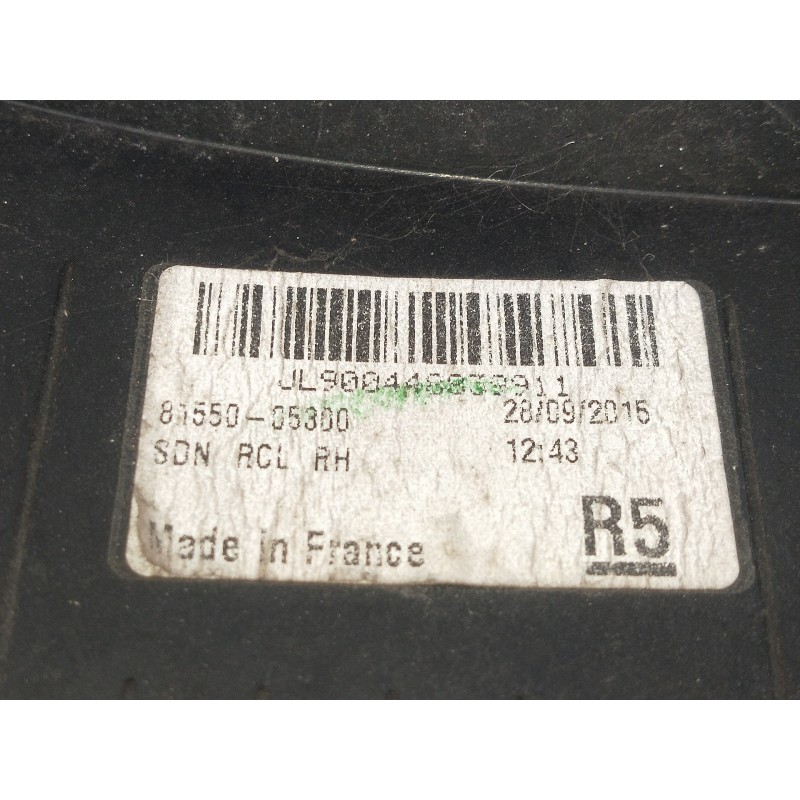 JL900446000911
81550-05300
28/09/2015
SDN RCL RH
12:43
Made in France
R5